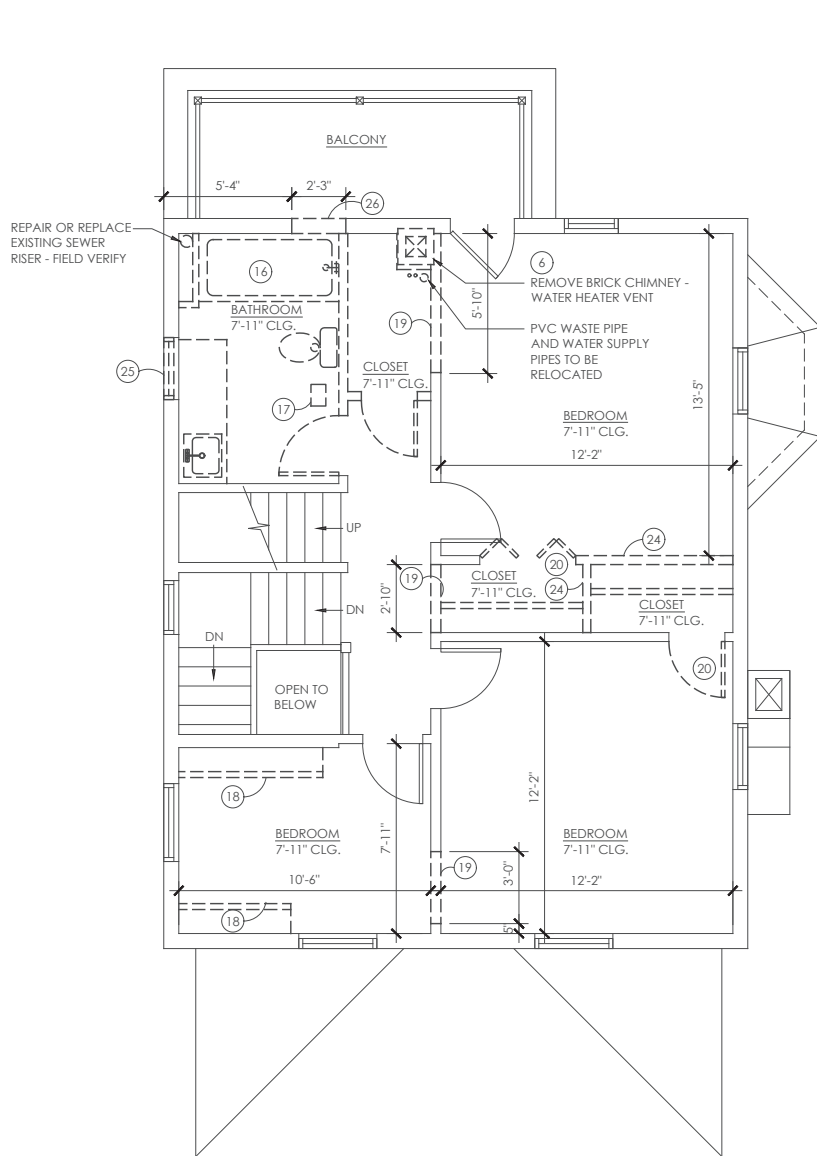 BALCONY
5'-4"
2'-3"
26
REPAIR OR REPLACE
EXISTING SEWER
RISER - FIELD VERIFY
16
6
REMOVE BRICK CHIMNEY -
WATER HEATER VENT
5'-10"
BATHROOM
7'-11" CLG.
19
PVC WASTE PIPE
AND WATER SUPPLY
PIPES TO BE
RELOCATED
25
CLOSET
7'-11" CLG.
13'-5"
17
BEDROOM
7'-11" CLG.
12'-2"
UP
24
19
20
CLOSET
7'-11" CLG.
24
2'-10"
CLOSET
7'-11" CLG.
DN
DN
20
OPEN TO
BELOW
18
12'-2"
BEDROOM
7'-11" CLG.
7'-11"
BEDROOM
7'-11" CLG.
19
3'-0"
10'-6"
12'-2"
18
5"